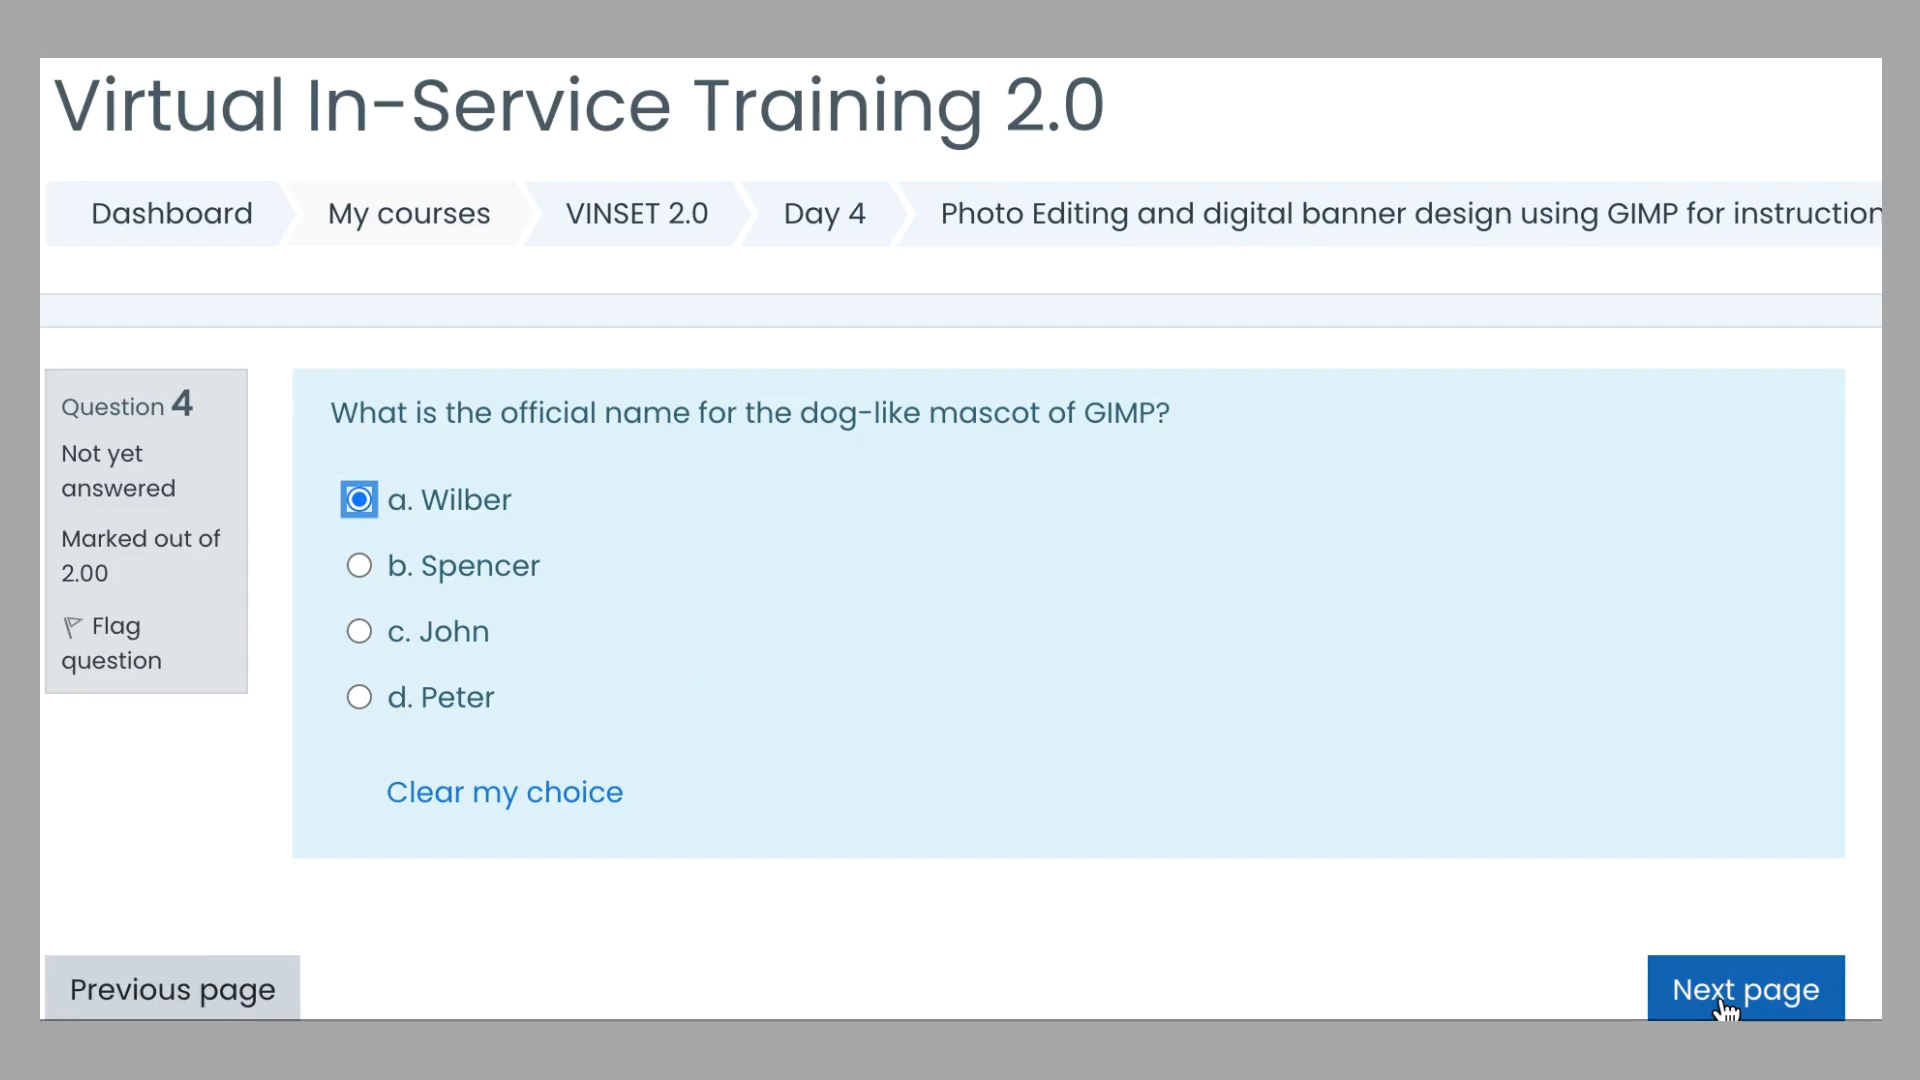 Virtual In-Service Training 2.0
Dashboard My courses VINSET 2.0 Day 4 Photo Editing and digital banner design using GIMP for instruction
Question 4
Not yet
answered
Marked out of
2.00
Flag
question
What is the official name for the dog-like mascot of GIMP?
a. Wilber
b. Spencer
c. John
d. Peter
Clear my choice
Previous page
Next page